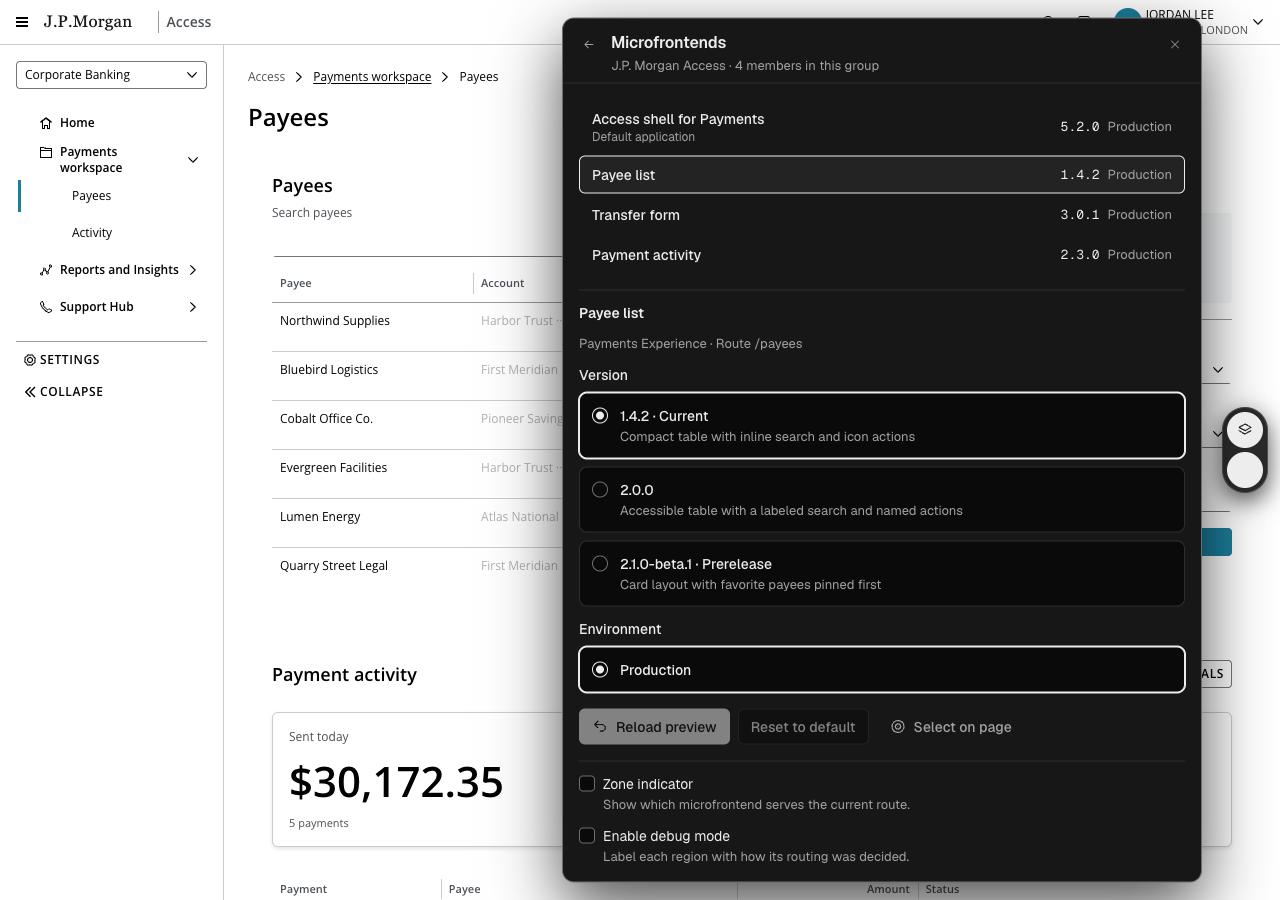 J.P.Morgan
Access
JORDAN LEE
LONDON
Corporate Banking
Home
Payments workspace
Payees
Activity
Reports and Insights
Support Hub
SETTINGS
COLLAPSE
Access
Payments workspace
Payees
Payees
Payees
Search payees
Payee Account
Northwind Supplies Harbor Trust
Bluebird Logistics First Meridian
Cobalt Office Co. Pioneer Saving
Evergreen Facilities Harbor Trust
Lumen Energy Atlas National
Quarry Street Legal First Meridian
Payment activity
ALS
Sent today
$30,172.35
5 payments
Payment Payee Amount Status
Microfrontends
J.P. Morgan Access · 4 members in this group
Access shell for Payments
Default application
5.2.0 Production
Payee list 1.4.2 Production
Transfer form 3.0.1 Production
Payment activity 2.3.0 Production
Payee list
Payments Experience · Route /payees
Version
1.4.2 · Current
Compact table with inline search and icon actions
2.0.0
Accessible table with a labeled search and named actions
2.1.0-beta.1 · Prerelease
Card layout with favorite payees pinned first
Environment
Production
Reload preview
Reset to default
Select on page
Zone indicator
Show which microfrontend serves the current route.
Enable debug mode
Label each region with how its routing was decided.